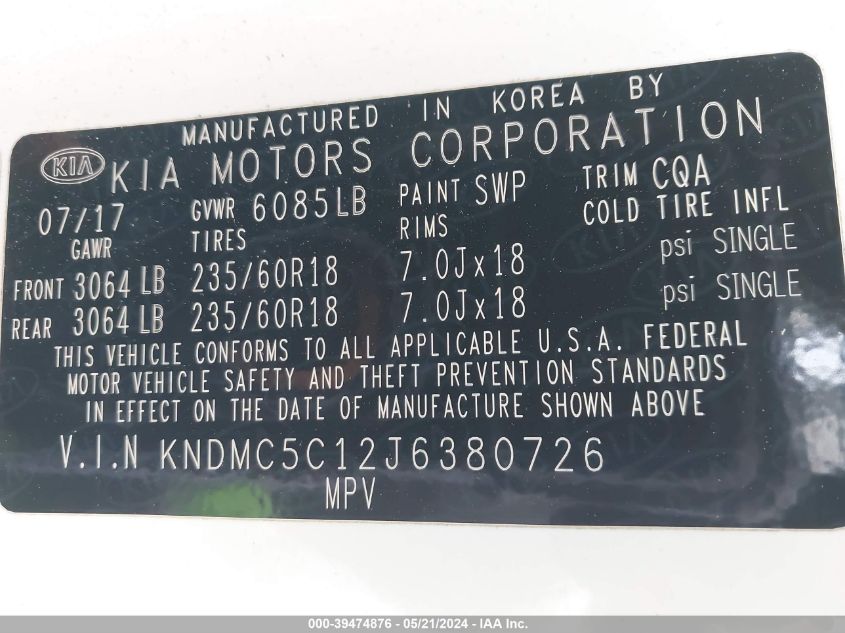 MANUFACTURED IN KOREA BY
KIA KIA MOTORS CORPORATION
07/17 GVWR 6085LB PAINT SWP TRIM CQA
GAWR TIRES RIMS COLD TIRE INFL
FRONT 3064 LB 235/60R18 7.0Jx18 psi SINGLE
REAR 3064 LB 235/60R18 7.0Jx18 psi SINGLE
THIS VEHICLE CONFORMS TO ALL APPLICABLE U.S.A. FEDERAL
MOTOR VEHICLE SAFETY AND THEFT PREVENTION STANDARDS
IN EFFECT ON THE DATE OF MANUFACTURE SHOWN ABOVE
V.I.N KNDMC5C12J6380726
MPV
000-39474876 - 05/21/2024 - IAA Inc.